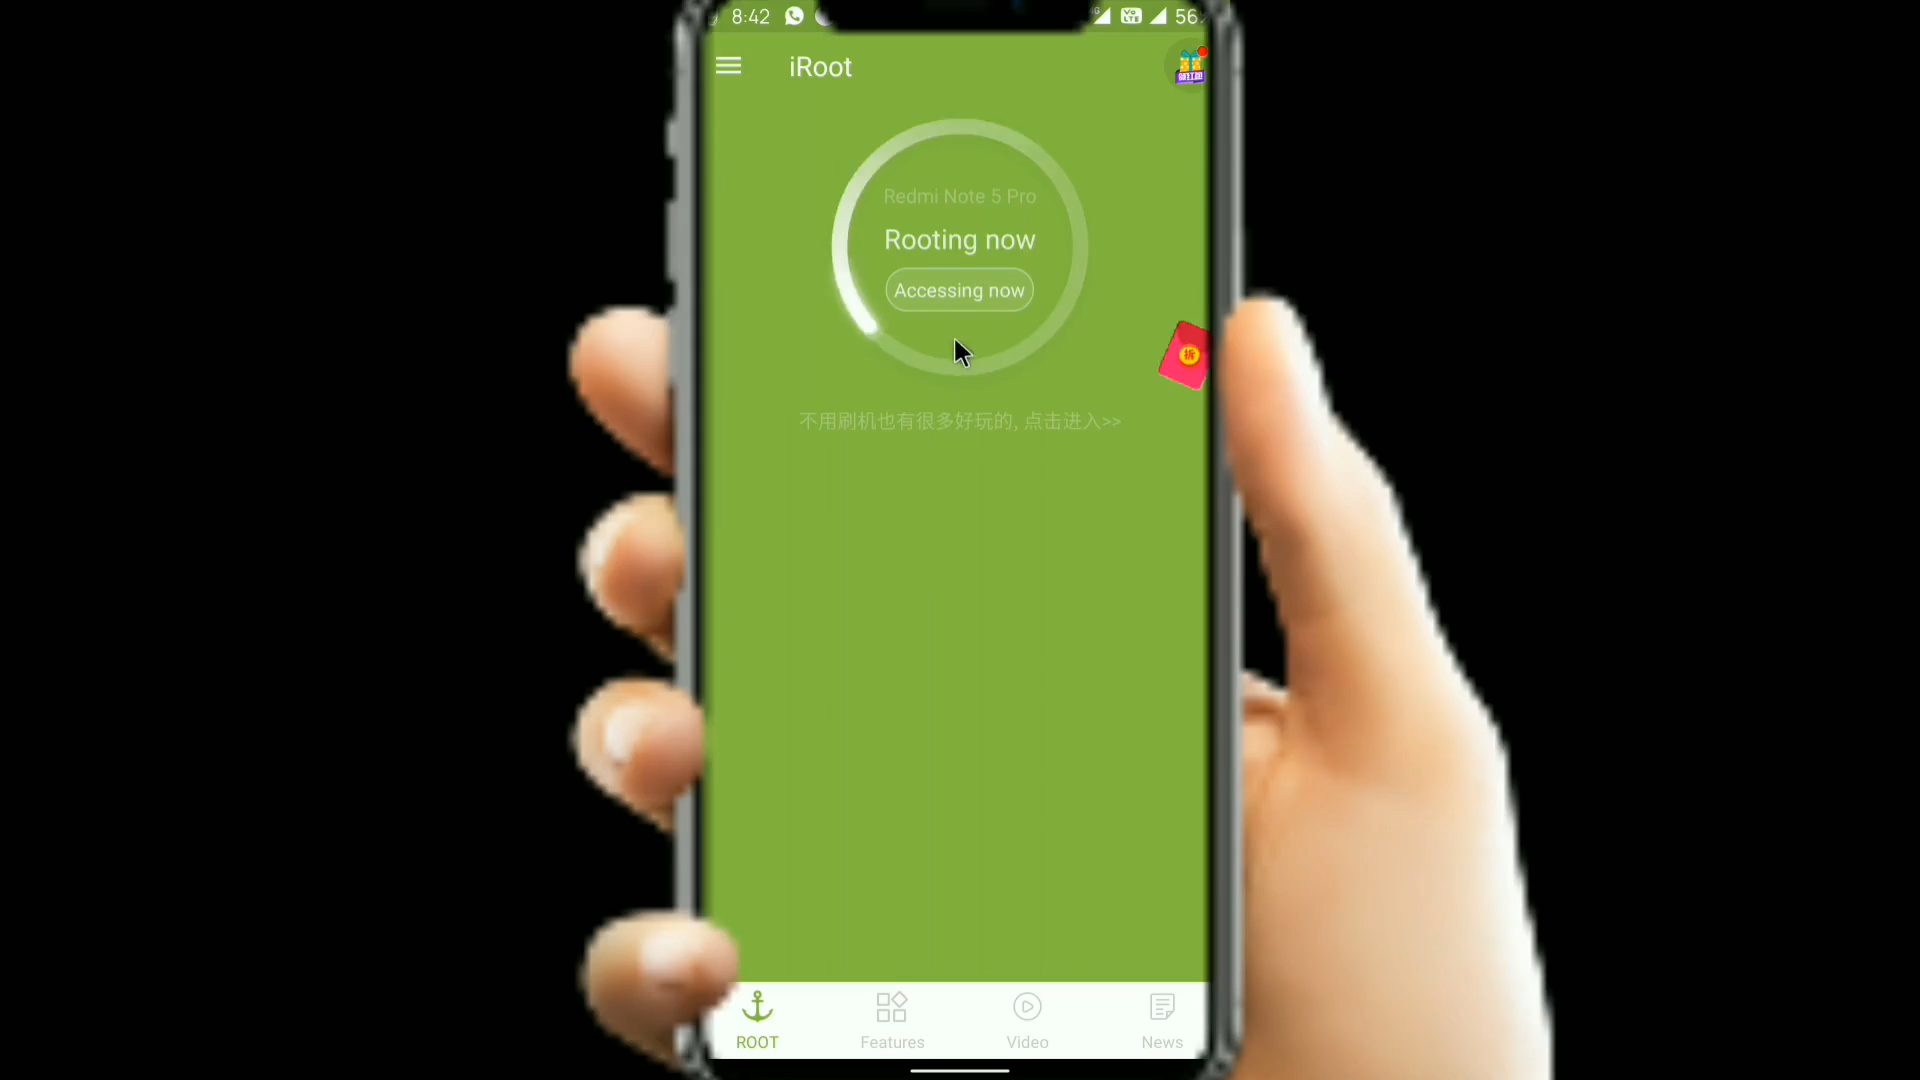 8:42
56
iRoot
Redmi Note 5 Pro
Rooting now
Accessing now
拆
不用刷机也有很多好玩的, 点击进入>>
ROOT
Features
Video
News